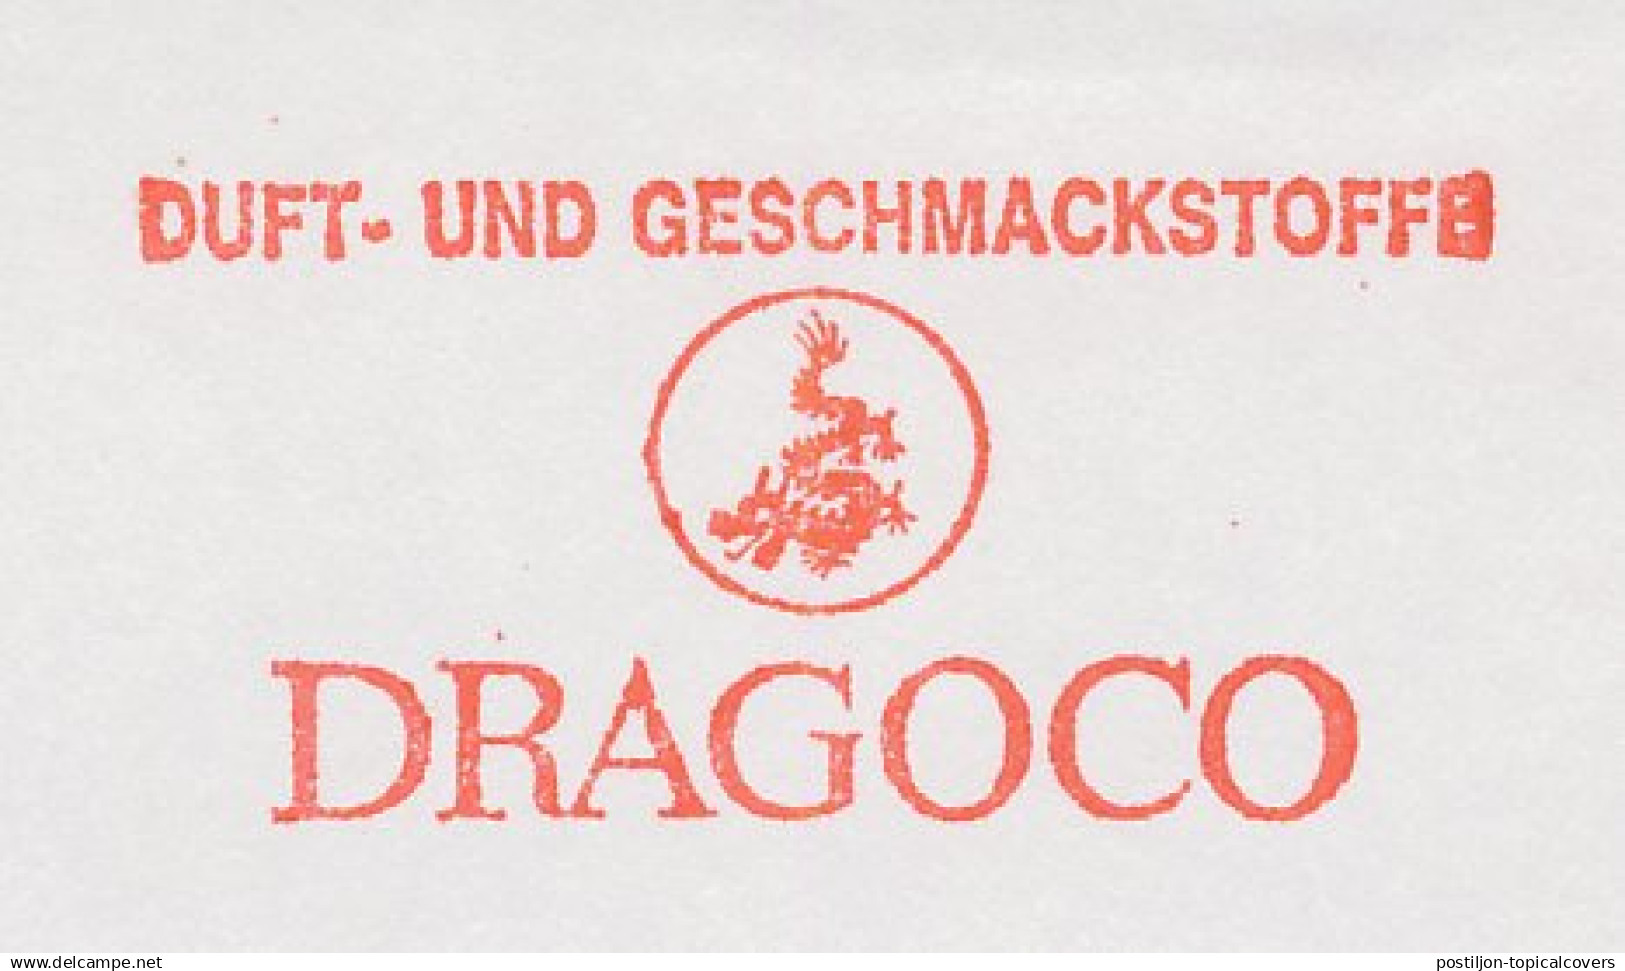 DUFT- UND GESCHMACKSTOFFE
DRAGOCO
www.delcampe.net
postiljon-topicalcovers